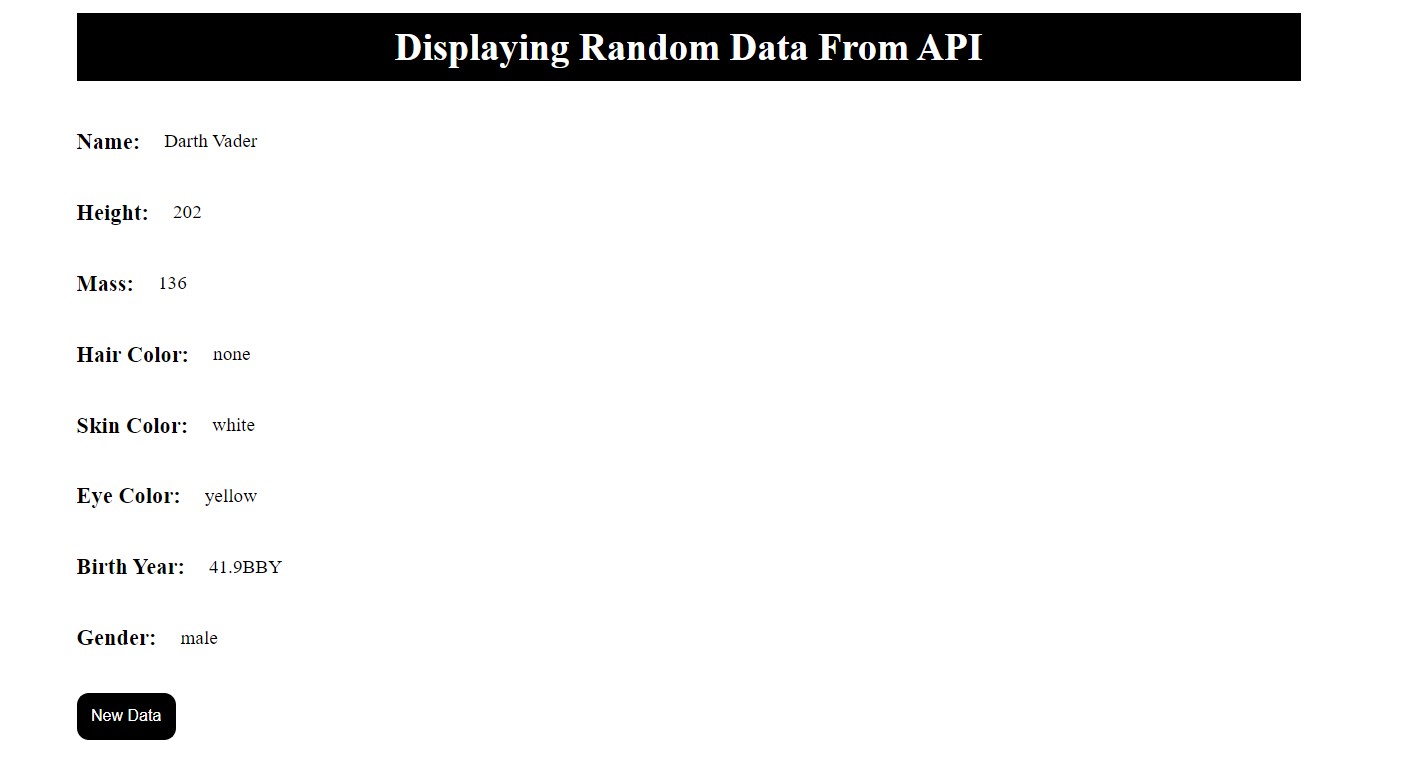 Displaying Random Data From API
Name: Darth Vader
Height: 202
Mass: 136
Hair Color: none
Skin Color: white
Eye Color: yellow
Birth Year: 41.9BBY
Gender: male
New Data